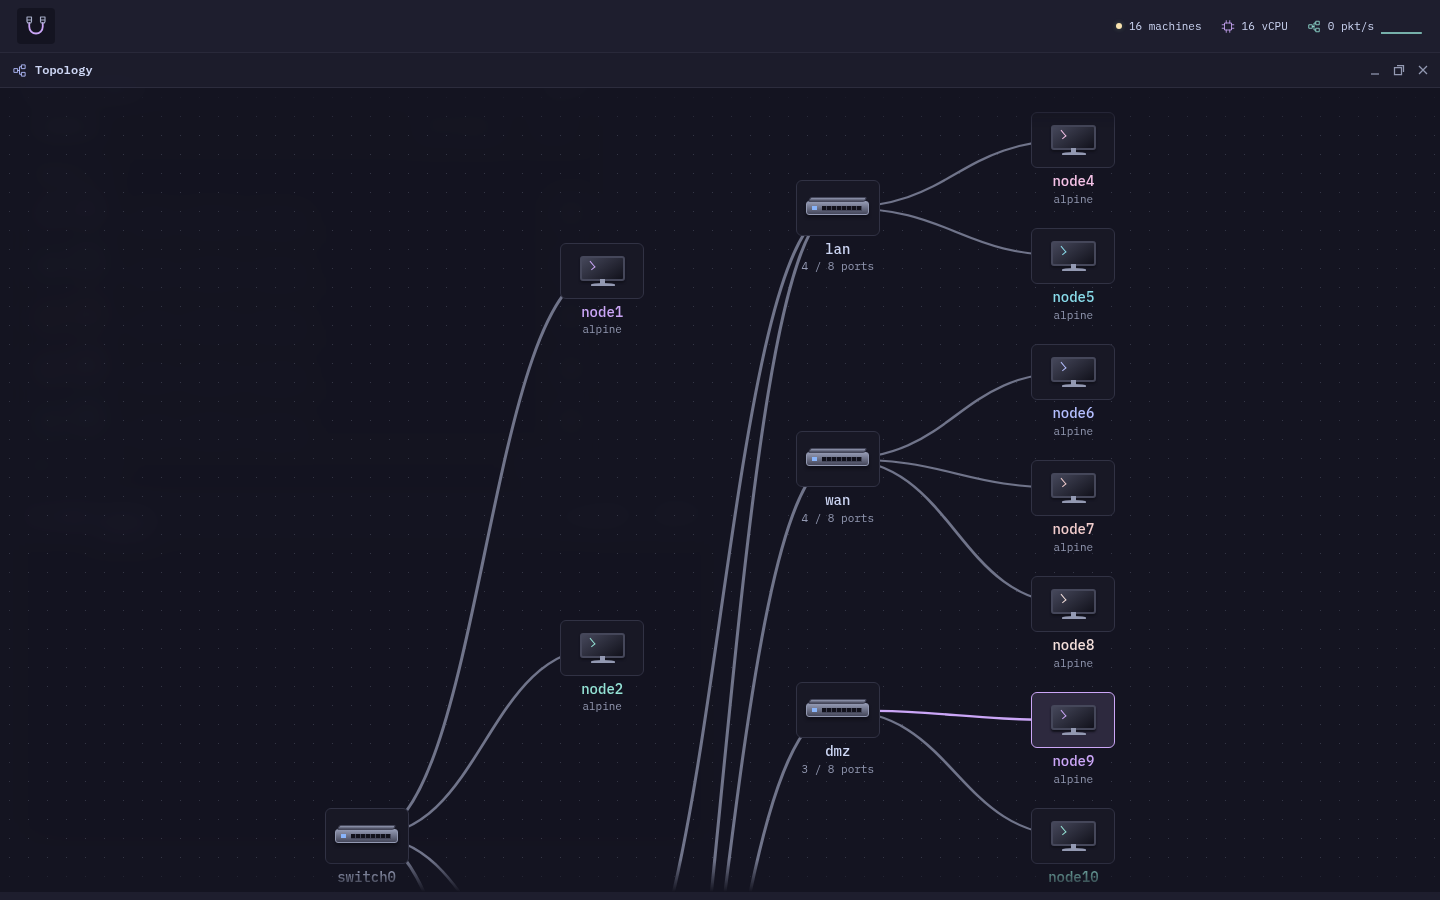 16 machines
16 vCPU
0 pkt/s
Topology
node4
alpine
lan
4 / 8 ports
node5
alpine
node1
alpine
node6
alpine
wan
4 / 8 ports
node7
alpine
node8
alpine
node2
alpine
dmz
3 / 8 ports
node9
alpine
switch0
node10